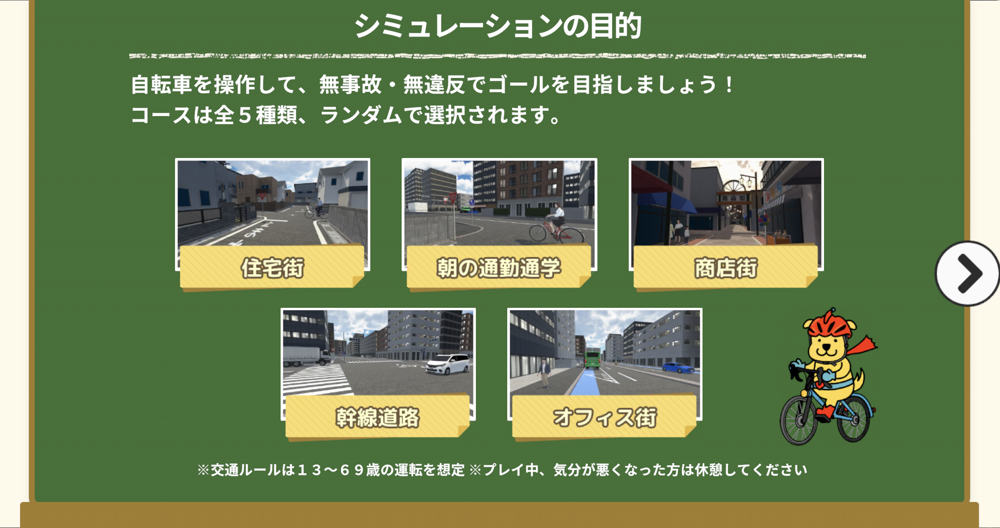 シミュレーションの目的
自転車を操作して、無事故・無違反でゴールを目指しましょう！
コースは全５種類、ランダムで選択されます。
商店街
住宅街
朝の通勤通学
商店街
幹線道路
オフィス街
※交通ルールは１３～６９歳の運転を想定 ※プレイ中、気分が悪くなった方は休憩してください